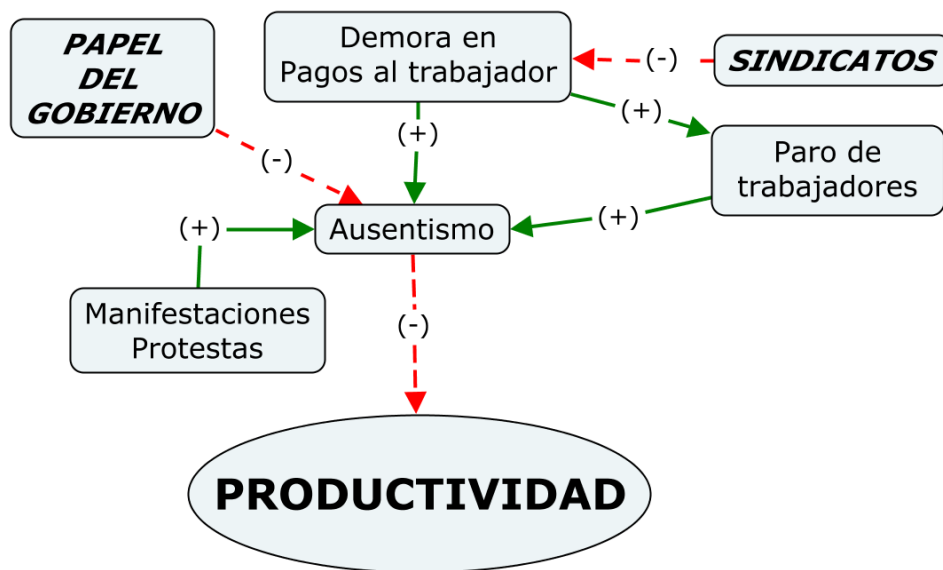 PAPEL
DEL
GOBIERNO
Demora en
Pagos al trabajador
(-)
SINDICATOS
(+)
(+)
(-)
Paro de
trabajadores
Ausentismo
(+)
(+)
Manifestaciones
Protestas
(-)
PRODUCTIVIDAD